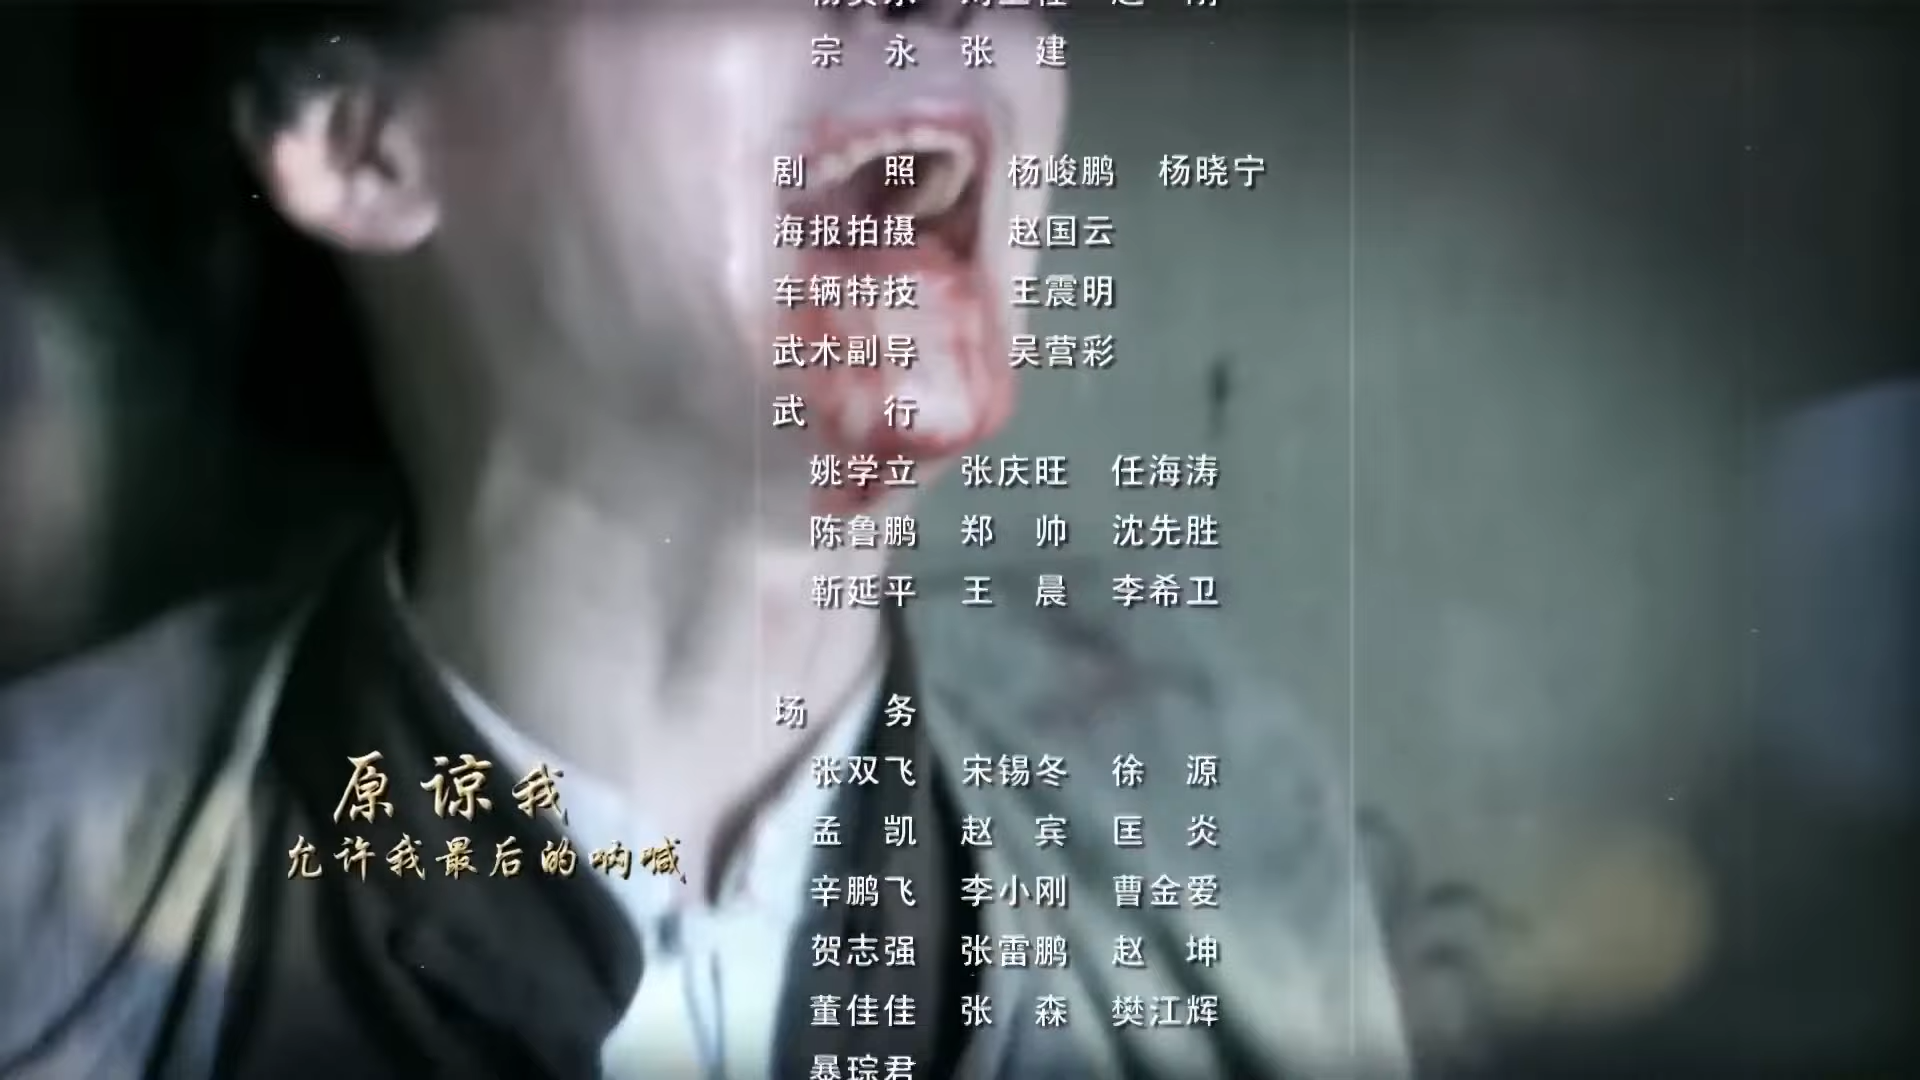 宗 永 张 建
剧 照 杨峻鹏 杨晓宁
海报拍摄 赵国云
车辆特技 王震明
武术副导 吴营彩
武 行
姚学立 张庆旺 任海涛
陈鲁鹏 郑 帅 沈先胜
靳延平 王 晨 李希卫
场 务
张双飞 宋锡冬 徐 源
孟 凯 赵 宾 匡 炎
辛鹏飞 李小刚 曹金爱
贺志强 张雷鹏 赵 坤
董佳佳 张 森 樊江辉
暴琮君
原谅我
允许我最后的呐喊